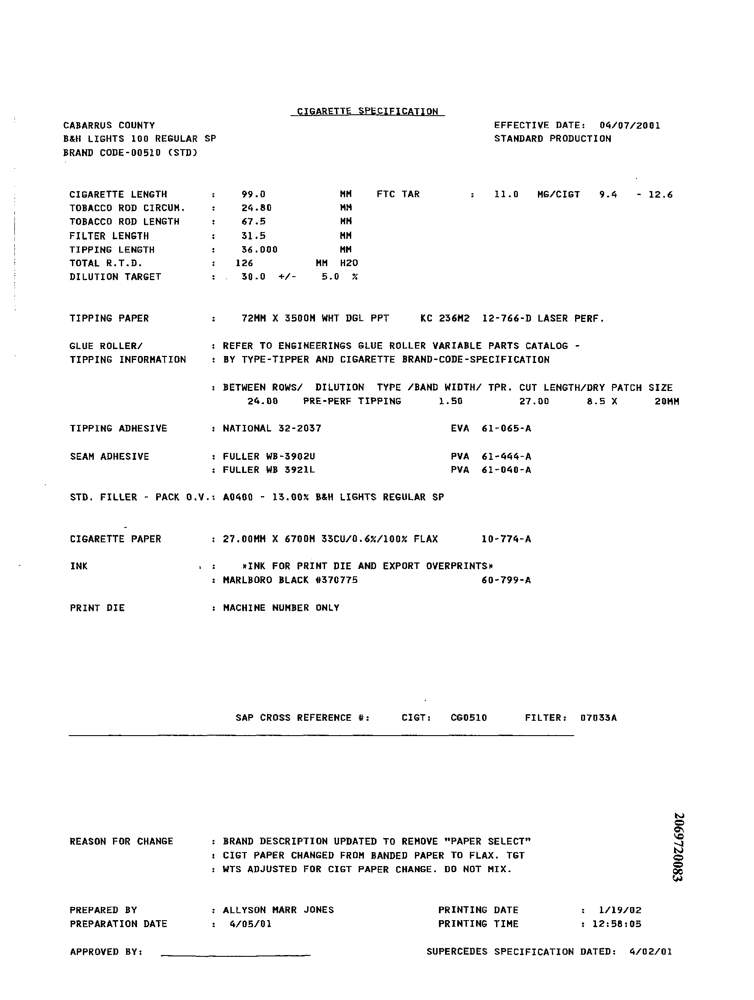 CIGARETTE SPECIFICATION
CABARRUS COUNTY EFFECTIVE DATE: 04/07/2001
B&H LIGHTS 100 REGULAR SP STANDARD PRODUCTION
BRAND CODE-00510 (STD)
CIGARETTE LENGTH : 99.0 MM FTC TAR : 11.0 MG/CIGT 9.4 - 12.6
TOBACCO ROD CIRCUM. : 24.80 MM
TOBACCO ROD LENGTH : 67.5 MM
FILTER LENGTH : 31.5 MM
TIPPING LENGTH : 36.000 MM
TOTAL R.T.D. : 126 MM H2O
DILUTION TARGET : 30.0 +/- 5.0 %
TIPPING PAPER : 72MM X 3500M WHT DGL PPT KC 236M2 12-766-D LASER PERF.
GLUE ROLLER/ : REFER TO ENGINEERINGS GLUE ROLLER VARIABLE PARTS CATALOG -
TIPPING INFORMATION : BY TYPE-TIPPER AND CIGARETTE BRAND-CODE-SPECIFICATION
: BETWEEN ROWS/ DILUTION TYPE /BAND WIDTH/ TPR. CUT LENGTH/DRY PATCH SIZE
24.00 PRE-PERF TIPPING 1.50 27.00 8.5 X 20MM
TIPPING ADHESIVE : NATIONAL 32-2037 EVA 61-065-A
SEAM ADHESIVE : FULLER WB-3902U PVA 61-444-A
: FULLER WB 3921L PVA 61-040-A
STD. FILLER - PACK O.V.: A0400 - 13.00% B&H LIGHTS REGULAR SP
CIGARETTE PAPER : 27.00MM X 6700M 33CU/0.6%/100% FLAX 10-774-A
INK : *INK FOR PRINT DIE AND EXPORT OVERPRINTS*
: MARLBORO BLACK #370775 60-799-A
PRINT DIE : MACHINE NUMBER ONLY
SAP CROSS REFERENCE #: CIGT: CG0510 FILTER: 07033A
REASON FOR CHANGE : BRAND DESCRIPTION UPDATED TO REMOVE "PAPER SELECT"
: CIGT PAPER CHANGED FROM BANDED PAPER TO FLAX. TGT
: WTS ADJUSTED FOR CIGT PAPER CHANGE. DO NOT MIX.
2069720083
PREPARED BY : ALLYSON MARR JONES PRINTING DATE : 1/19/02
PREPARATION DATE : 4/05/01 PRINTING TIME : 12:58:05
APPROVED BY: SUPERCEDES SPECIFICATION DATED: 4/02/01